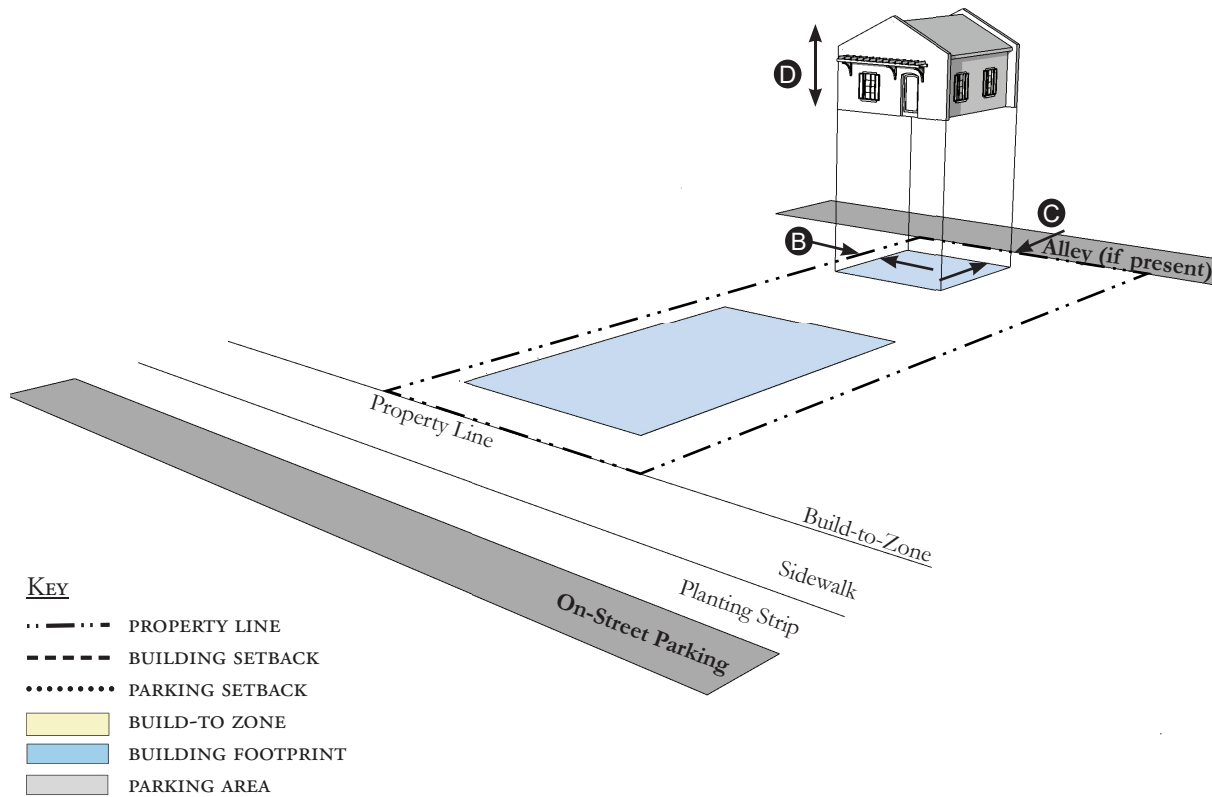 D
C
B
Alley (if present)
Property Line
Build-to-Zone
Sidewalk
Planting Strip
On-Street Parking
KEY
PROPERTY LINE
BUILDING SETBACK
PARKING SETBACK
BUILD-TO ZONE
BUILDING FOOTPRINT
PARKING AREA